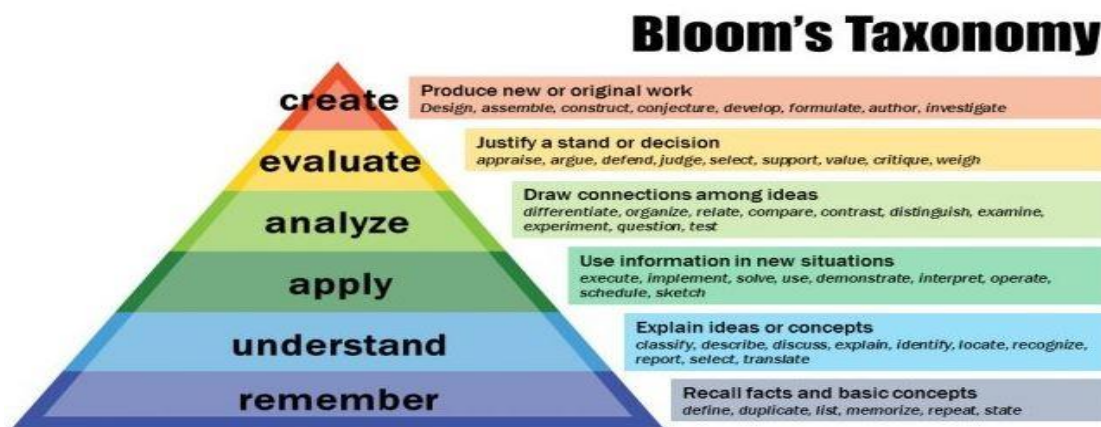 Bloom's Taxonomy
create
Produce new or original work
Design, assemble, construct, conjecture, develop, formulate, author, investigate
evaluate
Justify a stand or decision
appraise, argue, defend, judge, select, support, value, critique, weigh
analyze
Draw connections among ideas
differentiate, organize, relate, compare, contrast, distinguish, examine,
experiment, question, test
apply
Use information in new situations
execute, implement, solve, use, demonstrate, interpret, operate,
schedule, sketch
understand
Explain ideas or concepts
classify, describe, discuss, explain, identify, locate, recognize,
report, select, translate
remember
Recall facts and basic concepts
define, duplicate, list, memorize, repeat, state